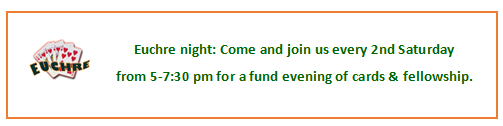 Euchre night: Come and join us every 2nd Saturday
EUCHRE
from 5-7:30 pm for a fund evening of cards & fellowship.